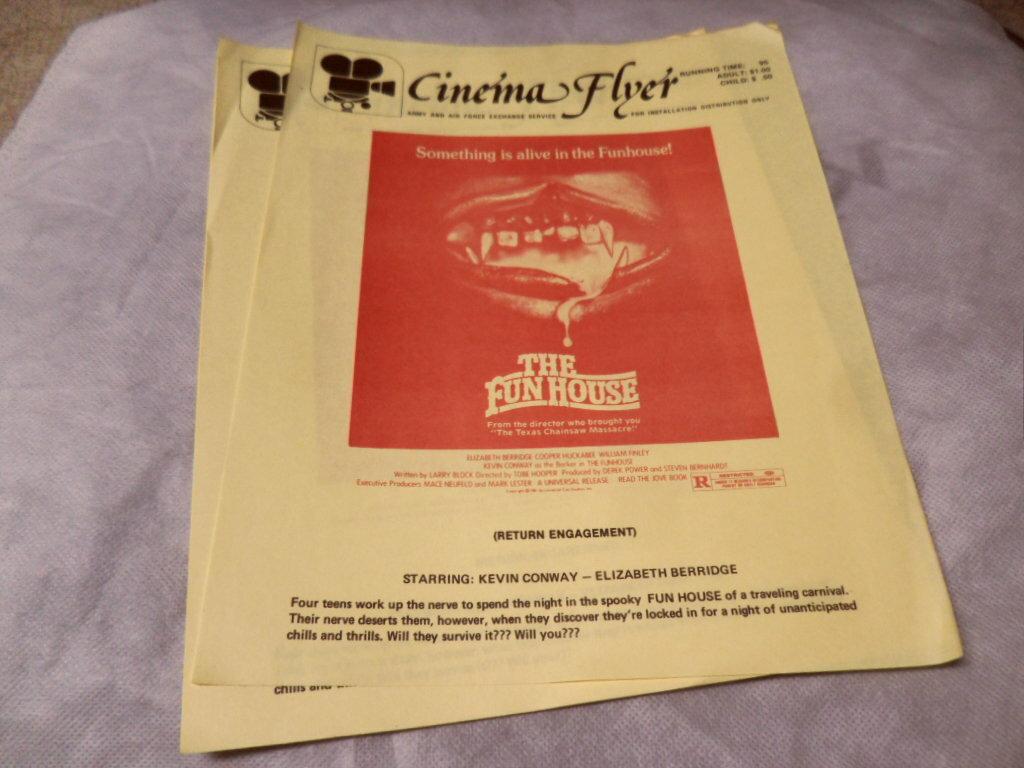 Cinema Flyer
RUNNING TIME: 95
ADULT: $1.00
CHILD: $ .50
ARMY AND AIR FORCE EXCHANGE SERVICE
FOR INSTALLATION DISTRIBUTION ONLY
Something is alive in the Funhouse!
THE
FUN HOUSE
From the director who brought you
"The Texas Chainsaw Massacre!"
ELIZABETH BERRIDGE COOPER HUCKABEE WILLIAM FINLEY
KEVIN CONWAY as the Barker in THE FUNHOUSE
Written by LARRY BLOCK Directed by TOBE HOOPER Produced by DEREK POWER and STEVEN BERNHARDT
Executive Producers MACE NEUFELD and MARK LESTER A UNIVERSAL RELEASE READ THE JOVE BOOK
R RESTRICTED
(RETURN ENGAGEMENT)
STARRING: KEVIN CONWAY — ELIZABETH BERRIDGE
Four teens work up the nerve to spend the night in the spooky FUN HOUSE of a traveling carnival.
Their nerve deserts them, however, when they discover they're locked in for a night of unanticipated
chills and thrills. Will they survive it??? Will you???
chills and